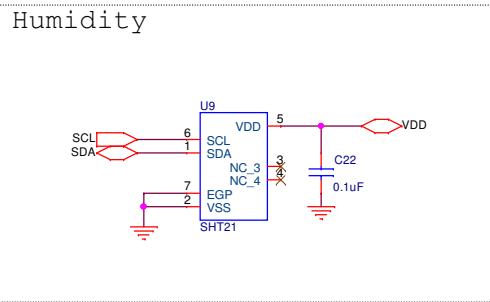 Humidity
U9
VDD 5 VDD
SCL 6 SCL
SDA 1 SDA
NC_3 3
NC_4 4
C22
0.1uF
7 EGP
2 VSS
SHT21